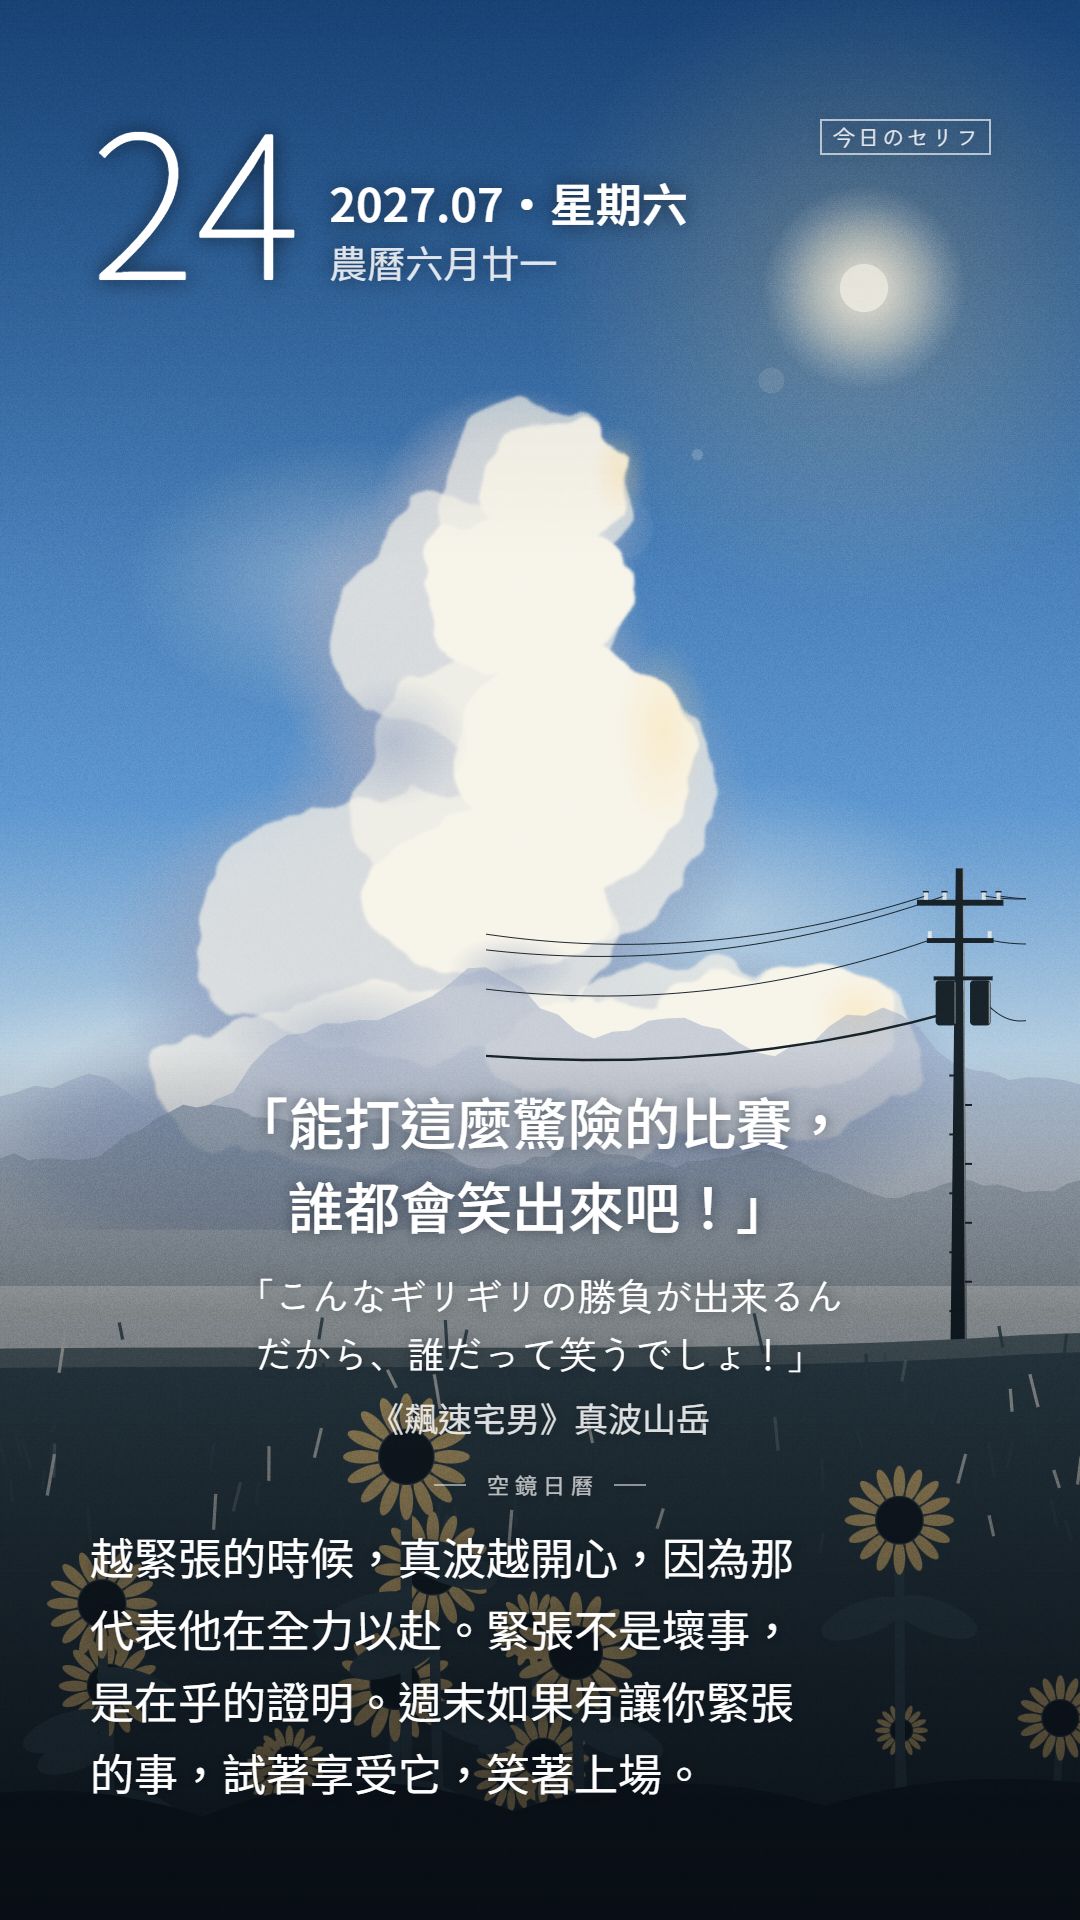 24
2027.07・星期六
農曆六月廿一
今日のセリフ
「能打這麼驚險的比賽，
誰都會笑出來吧！」
「こんなギリギリの勝負が出来るん
だから、誰だって笑うでしょ！」
《飆速宅男》真波山岳
空鏡日曆
越緊張的時候，真波越開心，因為那
代表他在全力以赴。緊張不是壞事，
是在乎的證明。週末如果有讓你緊張
的事，試著享受它，笑著上場。